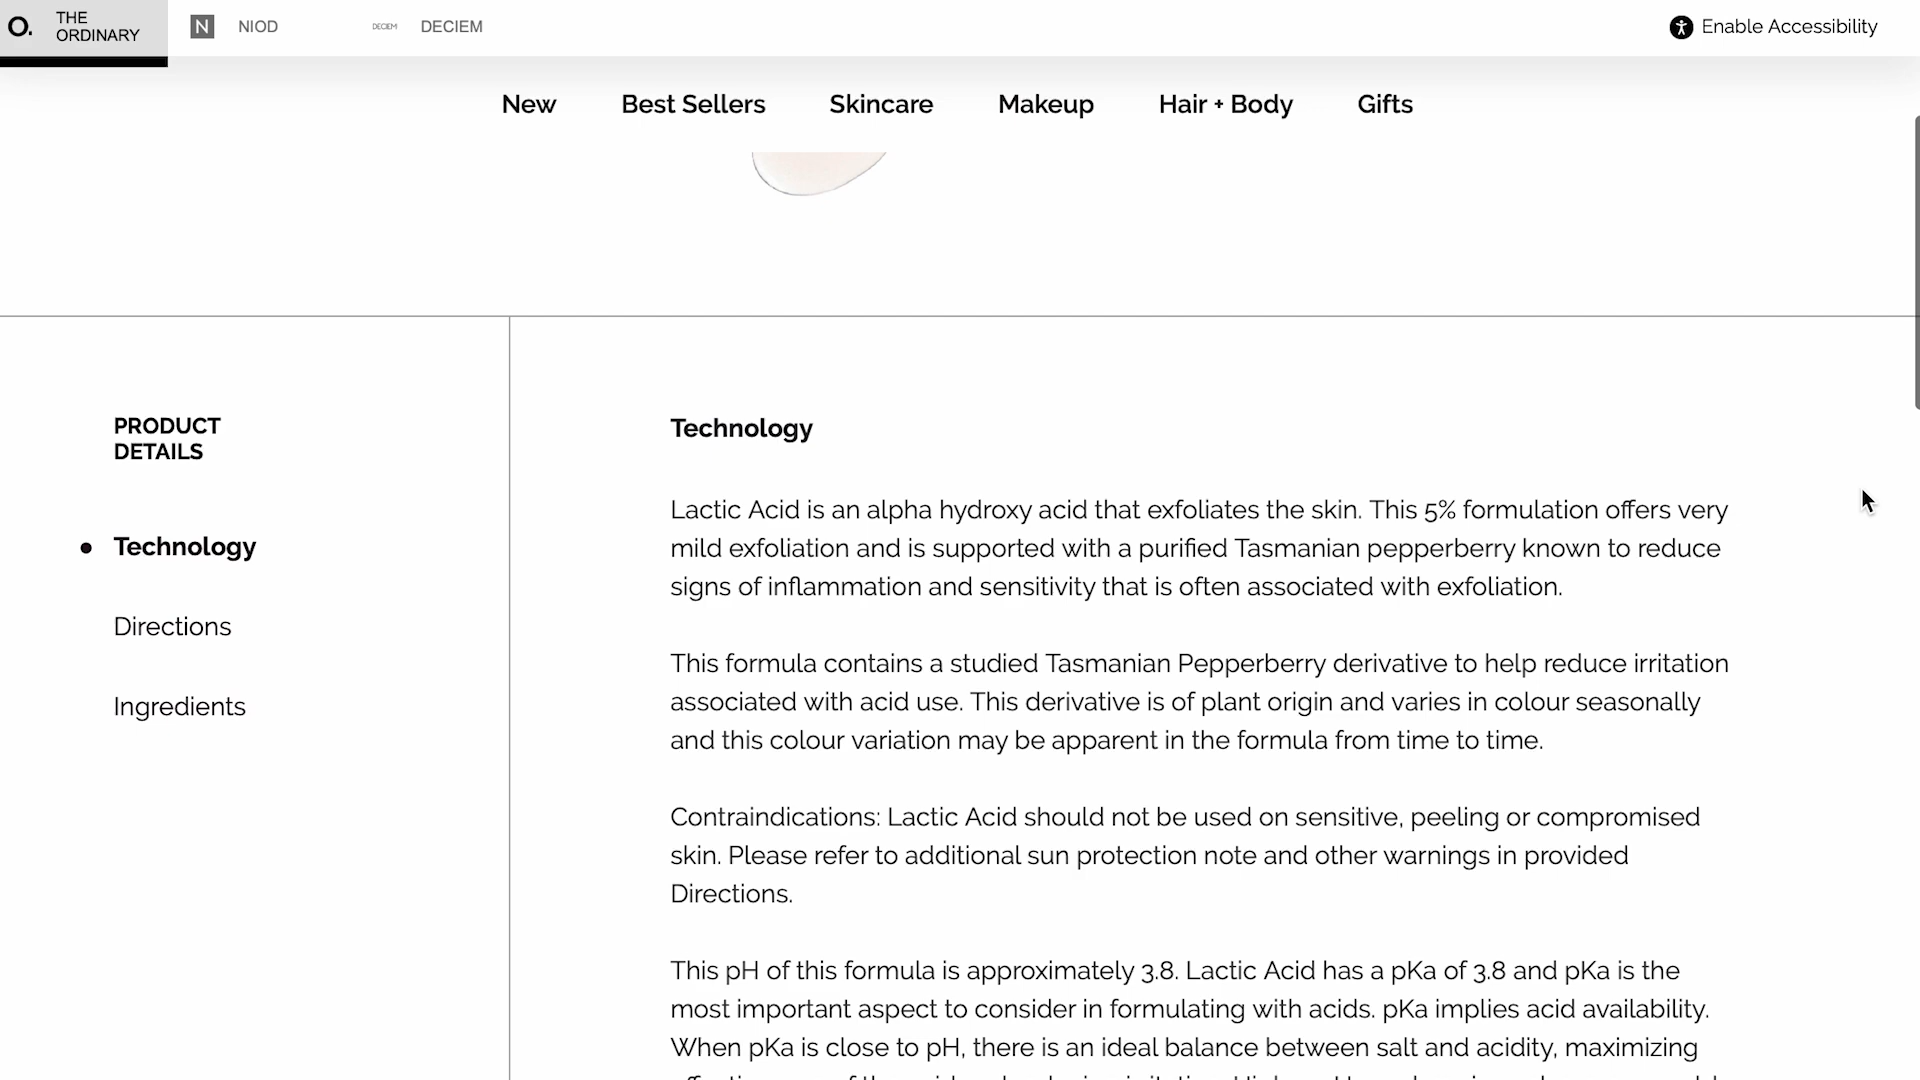 O. THE ORDINARY
N NIOD
DECIEM DECIEM
Enable Accessibility
New Best Sellers Skincare Makeup Hair + Body Gifts
PRODUCT
DETAILS
Technology
Directions
Ingredients
Technology
Lactic Acid is an alpha hydroxy acid that exfoliates the skin. This 5% formulation offers very
mild exfoliation and is supported with a purified Tasmanian pepperberry known to reduce
signs of inflammation and sensitivity that is often associated with exfoliation.
This formula contains a studied Tasmanian Pepperberry derivative to help reduce irritation
associated with acid use. This derivative is of plant origin and varies in colour seasonally
and this colour variation may be apparent in the formula from time to time.
Contraindications: Lactic Acid should not be used on sensitive, peeling or compromised
skin. Please refer to additional sun protection note and other warnings in provided
Directions.
This pH of this formula is approximately 3.8. Lactic Acid has a pKa of 3.8 and pKa is the
most important aspect to consider in formulating with acids. pKa implies acid availability.
When pKa is close to pH, there is an ideal balance between salt and acidity, maximizing